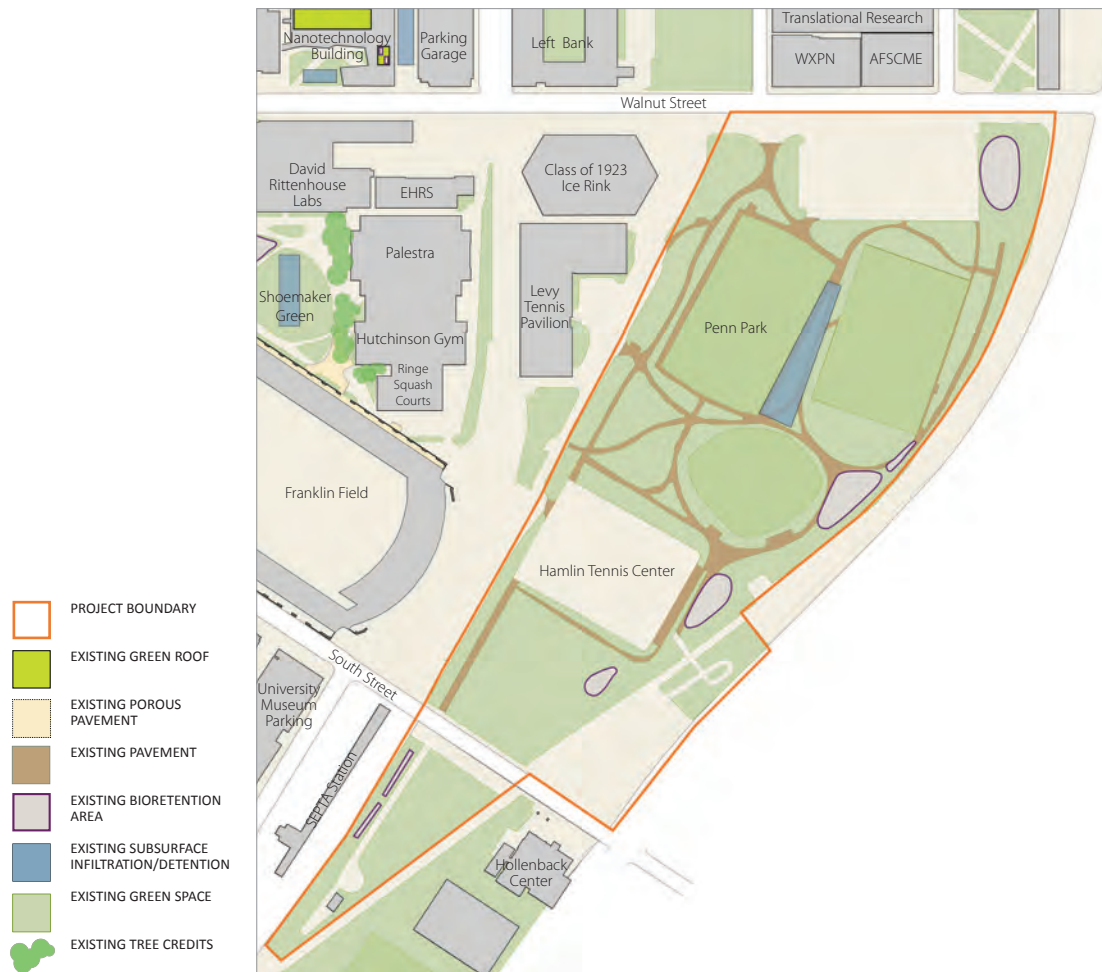 Translational Research
Nanotechnology
Building
Parking
Garage
Left Bank
WXPN
AFSCME
Walnut Street
David
Rittenhouse
Labs
EHRS
Class of 1923
Ice Rink
Palestra
Shoemaker
Green
Levy
Tennis
Pavilion
Penn Park
Hutchinson Gym
Ringe
Squash
Courts
Franklin Field
Hamlin Tennis Center
South Street
University
Museum
Parking
SEPTA Station
Hollenback
Center
PROJECT BOUNDARY
EXISTING GREEN ROOF
EXISTING POROUS
PAVEMENT
EXISTING PAVEMENT
EXISTING BIORETENTION
AREA
EXISTING SUBSURFACE
INFILTRATION/DETENTION
EXISTING GREEN SPACE
EXISTING TREE CREDITS